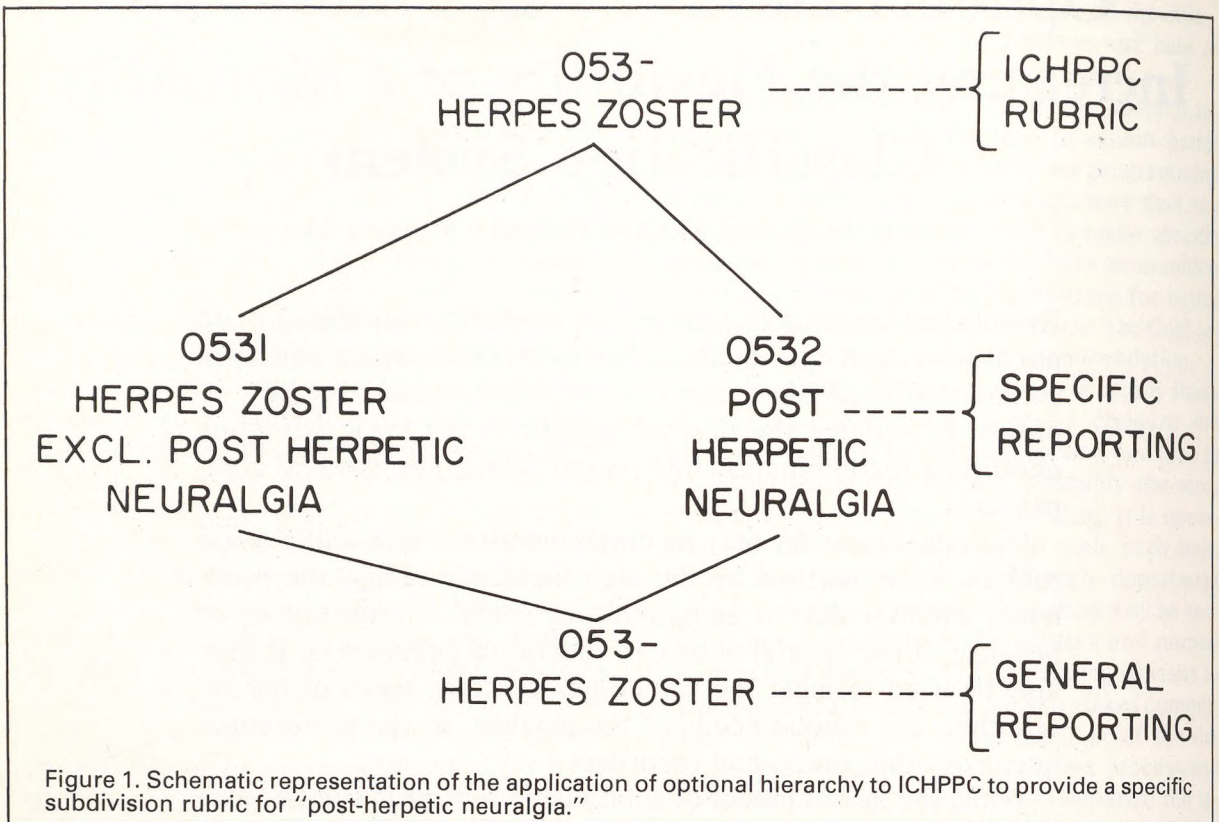 053-
HERPES ZOSTER
ICHPPC
RUBRIC
0531
HERPES ZOSTER
EXCL. POST HERPETIC
NEURALGIA
0532
POST
HERPETIC
NEURALGIA
SPECIFIC
REPORTING
053-
HERPES ZOSTER
GENERAL
REPORTING
Figure 1. Schematic representation of the application of optional hierarchy to ICHPPC to provide a specific
subdivision rubric for "post-herpetic neuralgia."